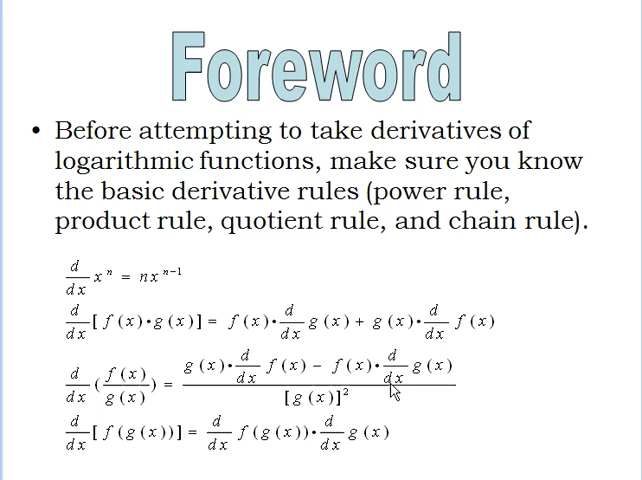 Foreword
• Before attempting to take derivatives of
logarithmic functions, make sure you know
the basic derivative rules (power rule,
product rule, quotient rule, and chain rule).
d/dx x^n = nx^(n-1)
d/dx [f(x)·g(x)] = f(x)·d/dx g(x) + g(x)·d/dx f(x)
d/dx (f(x)/g(x)) = (g(x)·d/dx f(x) − f(x)·d/dx g(x))/[g(x)]²
d/dx [f(g(x))] = d/dx f(g(x))·d/dx g(x)